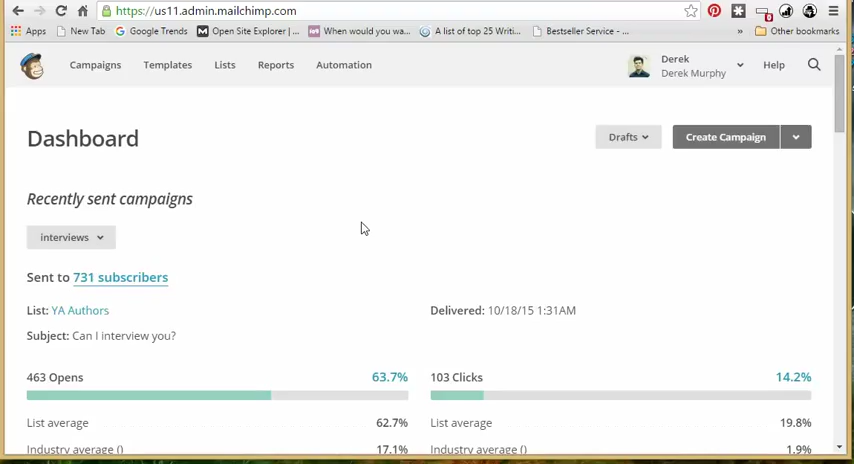 https://us11.admin.mailchimp.com
Apps New Tab Google Trends Open Site Explorer | ... When would you wa... A list of top 25 Writi... Bestseller Service - ... » Other bookmarks
Campaigns Templates Lists Reports Automation Derek Help
Derek Murphy
Dashboard Drafts Create Campaign
Recently sent campaigns
interviews
Sent to 731 subscribers
List: YA Authors Delivered: 10/18/15 1:31AM
Subject: Can I interview you?
463 Opens 63.7% 103 Clicks 14.2%
List average 62.7% List average 19.8%
Industry average () 17.1% Industry average () 1.9%